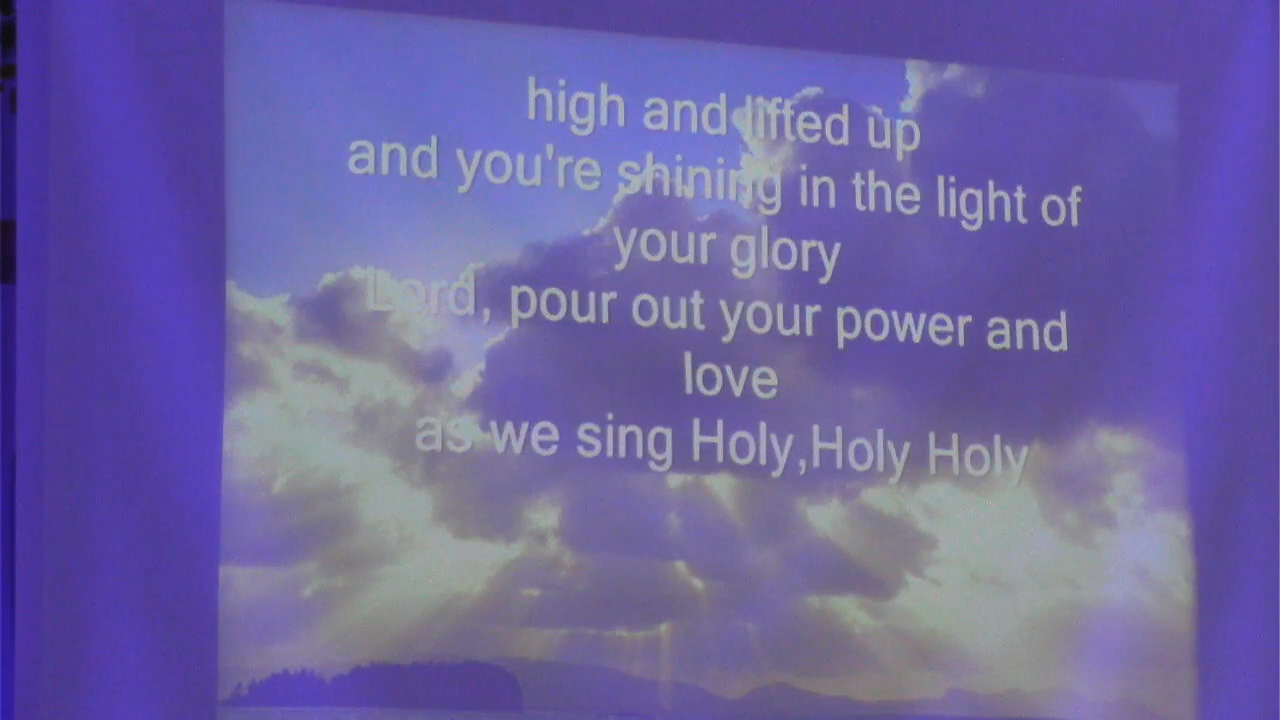 high and lifted up
and you're shining in the light of
your glory
Lord, pour out your power and
love
as we sing Holy,Holy Holy